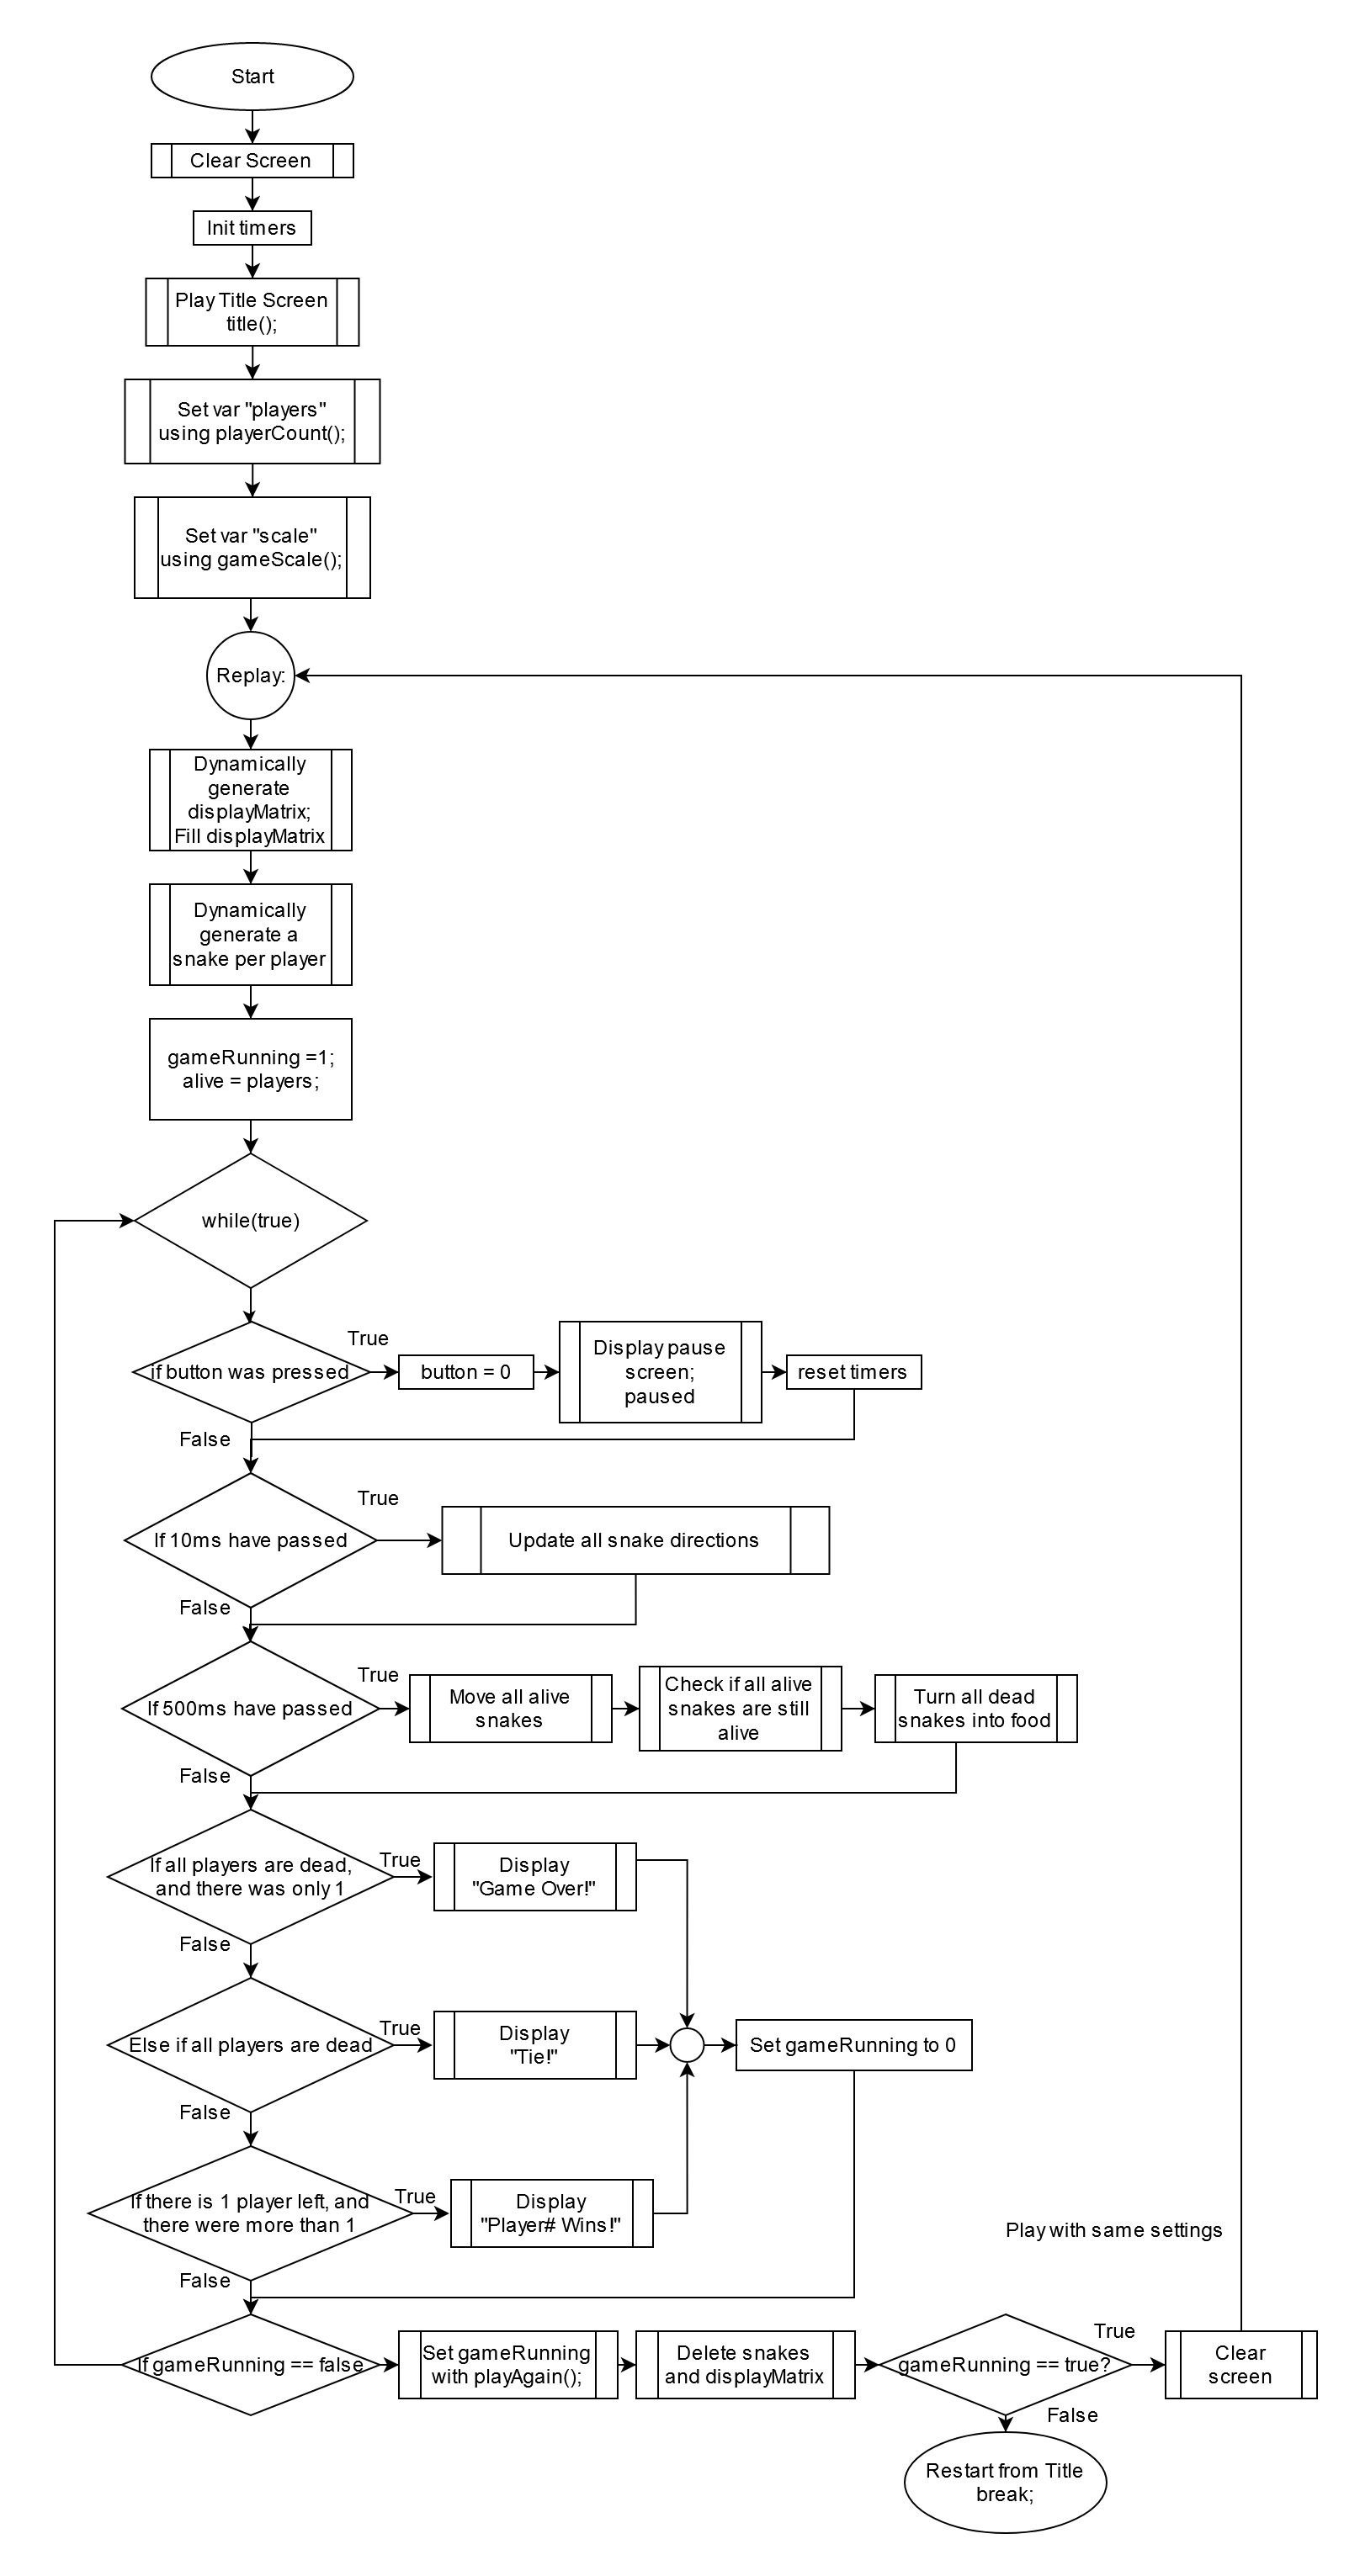 Start
Clear Screen
Init timers
Play Title Screen
title();
Set var "players"
using playerCount();
Set var "scale"
using gameScale();
Replay:
Dynamically
generate
displayMatrix;
Fill displayMatrix
Dynamically
generate a
snake per player
gameRunning =1;
alive = players;
while(true)
if button was pressed
True
button = 0
Display pause
screen;
paused
reset timers
False
If 10ms have passed
True
Update all snake directions
False
If 500ms have passed
True
Move all alive
snakes
Check if all alive
snakes are still
alive
Turn all dead
snakes into food
False
If all players are dead,
and there was only 1
True
Display
"Game Over!"
False
Else if all players are dead
True
Display
"Tie!"
Set gameRunning to 0
False
If there is 1 player left, and
there were more than 1
True
Display
"Player# Wins!"
Play with same settings
False
If gameRunning == false
Set gameRunning
with playAgain();
Delete snakes
and displayMatrix
gameRunning == true?
True
Clear
screen
False
Restart from Title
break;